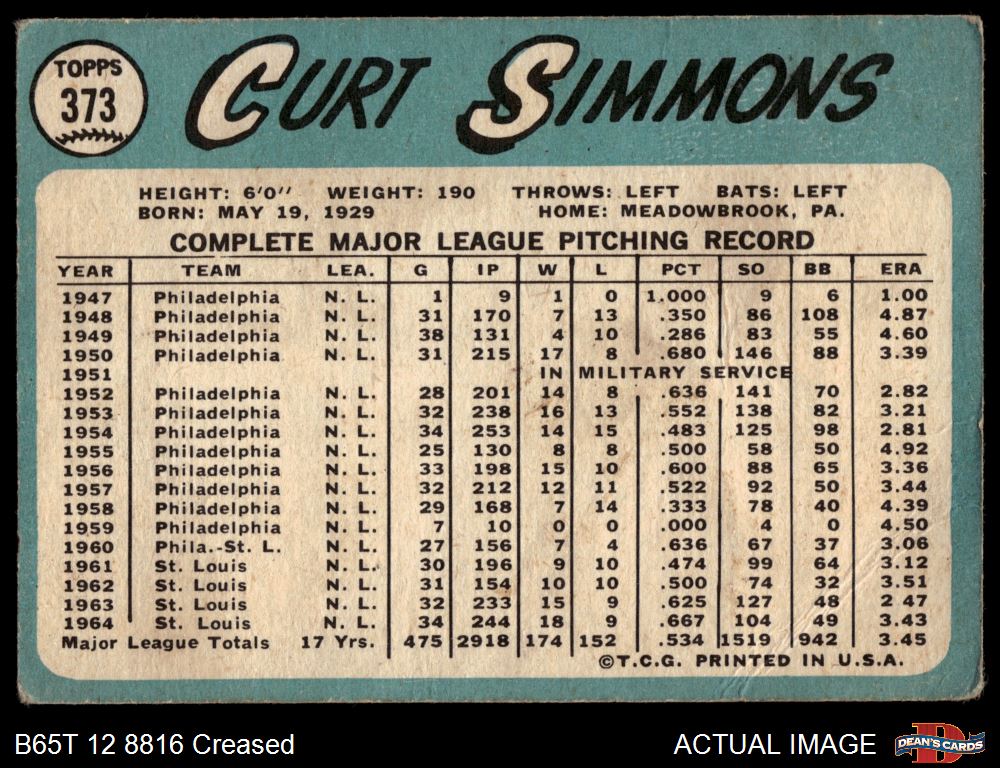 TOPPS
373
CURT SIMMONS
HEIGHT: 6'0" WEIGHT: 190 THROWS: LEFT BATS: LEFT
BORN: MAY 19, 1929 HOME: MEADOWBROOK, PA.
COMPLETE MAJOR LEAGUE PITCHING RECORD
YEAR TEAM LEA. G IP W L PCT SO BB ERA
1947 Philadelphia N. L. 1 9 1 0 1.000 9 6 1.00
1948 Philadelphia N. L. 31 170 7 13 .350 86 108 4.87
1949 Philadelphia N. L. 38 131 4 10 .286 83 55 4.60
1950 Philadelphia N. L. 31 215 17 8 .680 146 88 3.39
1951 IN MILITARY SERVICE
1952 Philadelphia N. L. 28 201 14 8 .636 141 70 2.82
1953 Philadelphia N. L. 32 238 16 13 .552 138 82 3.21
1954 Philadelphia N. L. 34 253 14 15 .483 125 98 2.81
1955 Philadelphia N. L. 25 130 8 8 .500 58 50 4.92
1956 Philadelphia N. L. 33 198 15 10 .600 88 65 3.36
1957 Philadelphia N. L. 32 212 12 11 .522 92 50 3.44
1958 Philadelphia N. L. 29 168 7 14 .333 78 40 4.39
1959 Philadelphia N. L. 7 10 0 0 .000 4 0 4.50
1960 Phila.-St. L. N. L. 27 156 7 4 .636 67 37 3.06
1961 St. Louis N. L. 30 196 9 10 .474 99 64 3.12
1962 St. Louis N. L. 31 154 10 10 .500 74 32 3.51
1963 St. Louis N. L. 32 233 15 9 .625 127 48 2 47
1964 St. Louis N. L. 34 244 18 9 .667 104 49 3.43
Major League Totals 17 Yrs. 475 2918 174 152 .534 1519 942 3.45
©T.C.G. PRINTED IN U.S.A.
B65T 12 8816 Creased ACTUAL IMAGE
DEAN'S CARDS